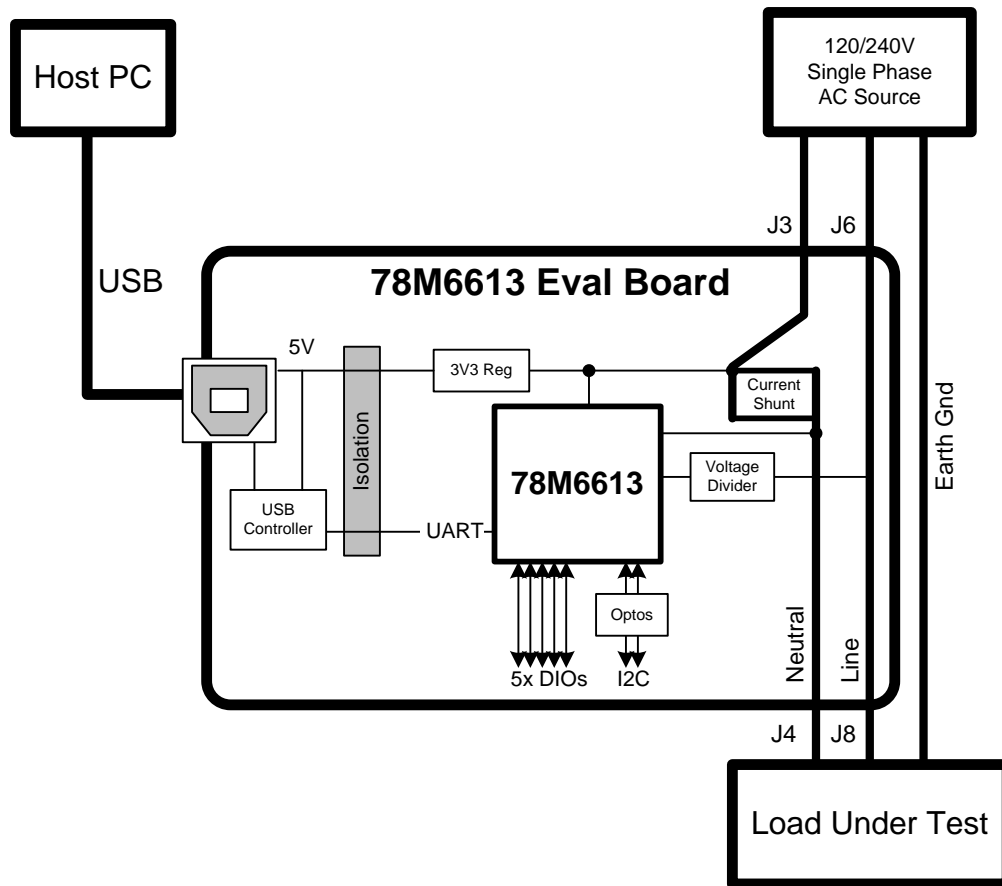 Host PC
120/240V
Single Phase
AC Source
J3
J6
USB
78M6613 Eval Board
5V
3V3 Reg
Current
Shunt
Isolation
Earth Gnd
78M6613
Voltage
Divider
USB
Controller
UART
Optos
Neutral
Line
5x DIOs
I2C
J4
J8
Load Under Test